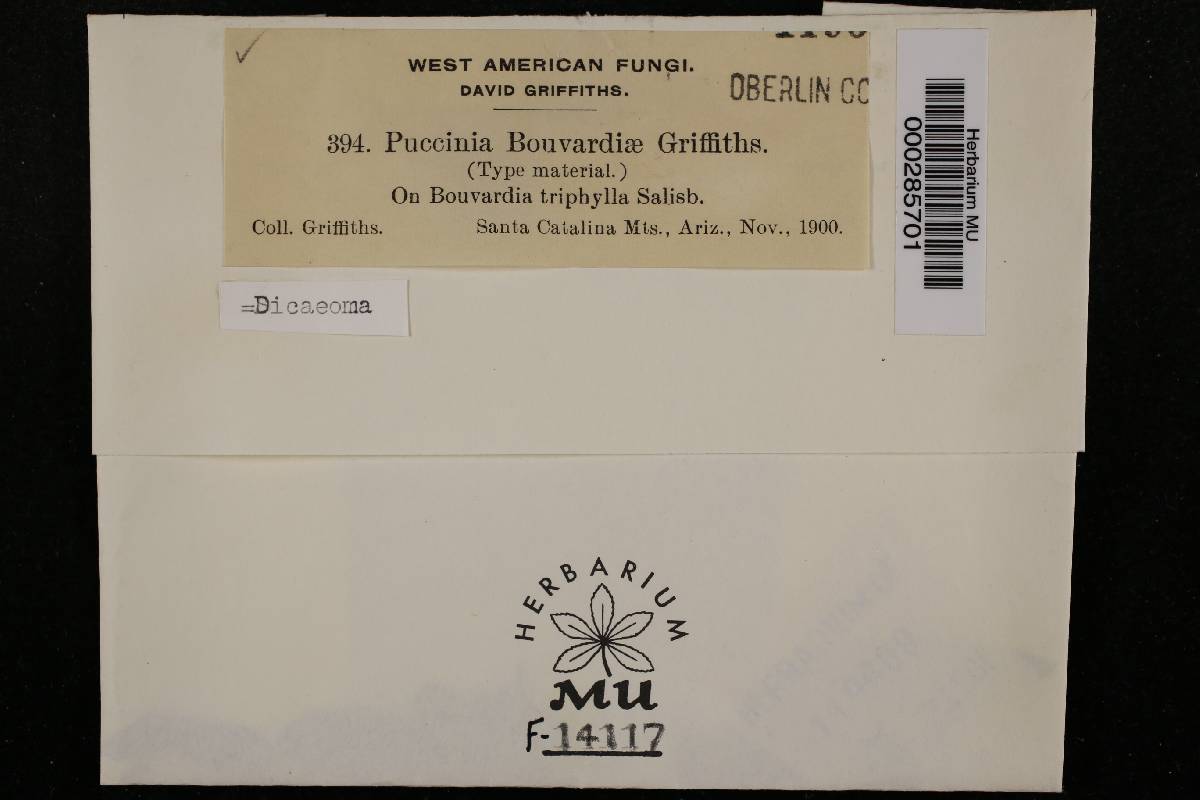 WEST AMERICAN FUNGI.
DAVID GRIFFITHS.
OBERLIN CO
394. Puccinia Bouvardiæ Griffiths.
(Type material.)
On Bouvardia triphylla Salisb.
Coll. Griffiths. Santa Catalina Mts., Ariz., Nov., 1900.
=Dicaeoma
Herbarium MU
000285701
HERBARIUM
MU
F-14117